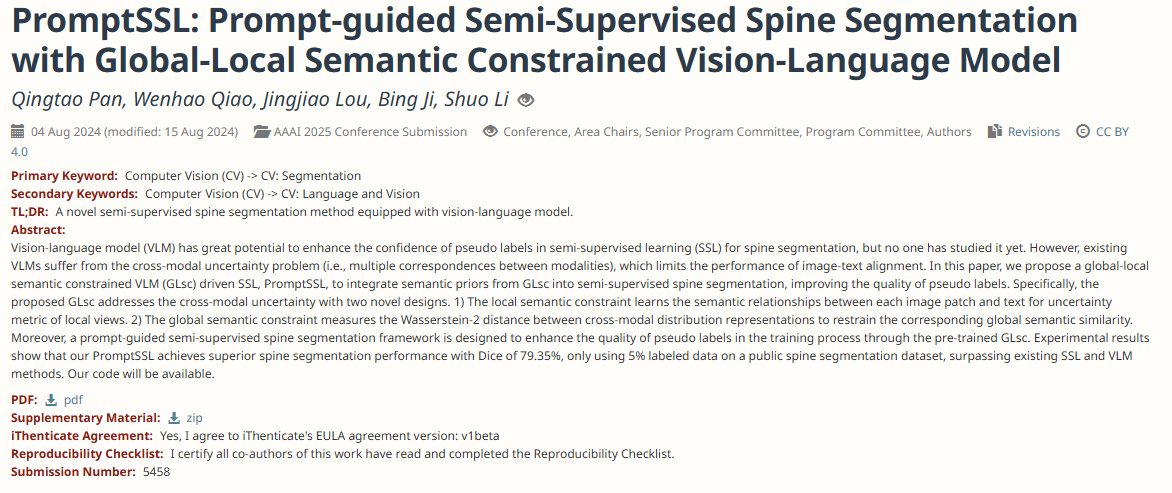 PromptSSL: Prompt-guided Semi-Supervised Spine Segmentation
with Global-Local Semantic Constrained Vision-Language Model
Qingtao Pan, Wenhao Qiao, Jingjiao Lou, Bing Ji, Shuo Li
04 Aug 2024 (modified: 15 Aug 2024) AAAI 2025 Conference Submission Conference, Area Chairs, Senior Program Committee, Program Committee, Authors Revisions CC BY
4.0
Primary Keyword: Computer Vision (CV) -> CV: Segmentation
Secondary Keywords: Computer Vision (CV) -> CV: Language and Vision
TL;DR: A novel semi-supervised spine segmentation method equipped with vision-language model.
Abstract:
Vision-language model (VLM) has great potential to enhance the confidence of pseudo labels in semi-supervised learning (SSL) for spine segmentation, but no one has studied it yet. However, existing
VLMs suffer from the cross-modal uncertainty problem (i.e., multiple correspondences between modalities), which limits the performance of image-text alignment. In this paper, we propose a global-local
semantic constrained VLM (GLsc) driven SSL, PromptSSL, to integrate semantic priors from GLsc into semi-supervised spine segmentation, improving the quality of pseudo labels. Specifically, the
proposed GLsc addresses the cross-modal uncertainty with two novel designs. 1) The local semantic constraint learns the semantic relationships between each image patch and text for uncertainty
metric of local views. 2) The global semantic constraint measures the Wasserstein-2 distance between cross-modal distribution representations to restrain the corresponding global semantic similarity.
Moreover, a prompt-guided semi-supervised spine segmentation framework is designed to enhance the quality of pseudo labels in the training process through the pre-trained GLsc. Experimental results
show that our PromptSSL achieves superior spine segmentation performance with Dice of 79.35%, only using 5% labeled data on a public spine segmentation dataset, surpassing existing SSL and VLM
methods. Our code will be available.
PDF: pdf
Supplementary Material: zip
iThenticate Agreement: Yes, I agree to iThenticate's EULA agreement version: v1beta
Reproducibility Checklist: I certify all co-authors of this work have read and completed the Reproducibility Checklist.
Submission Number: 5458